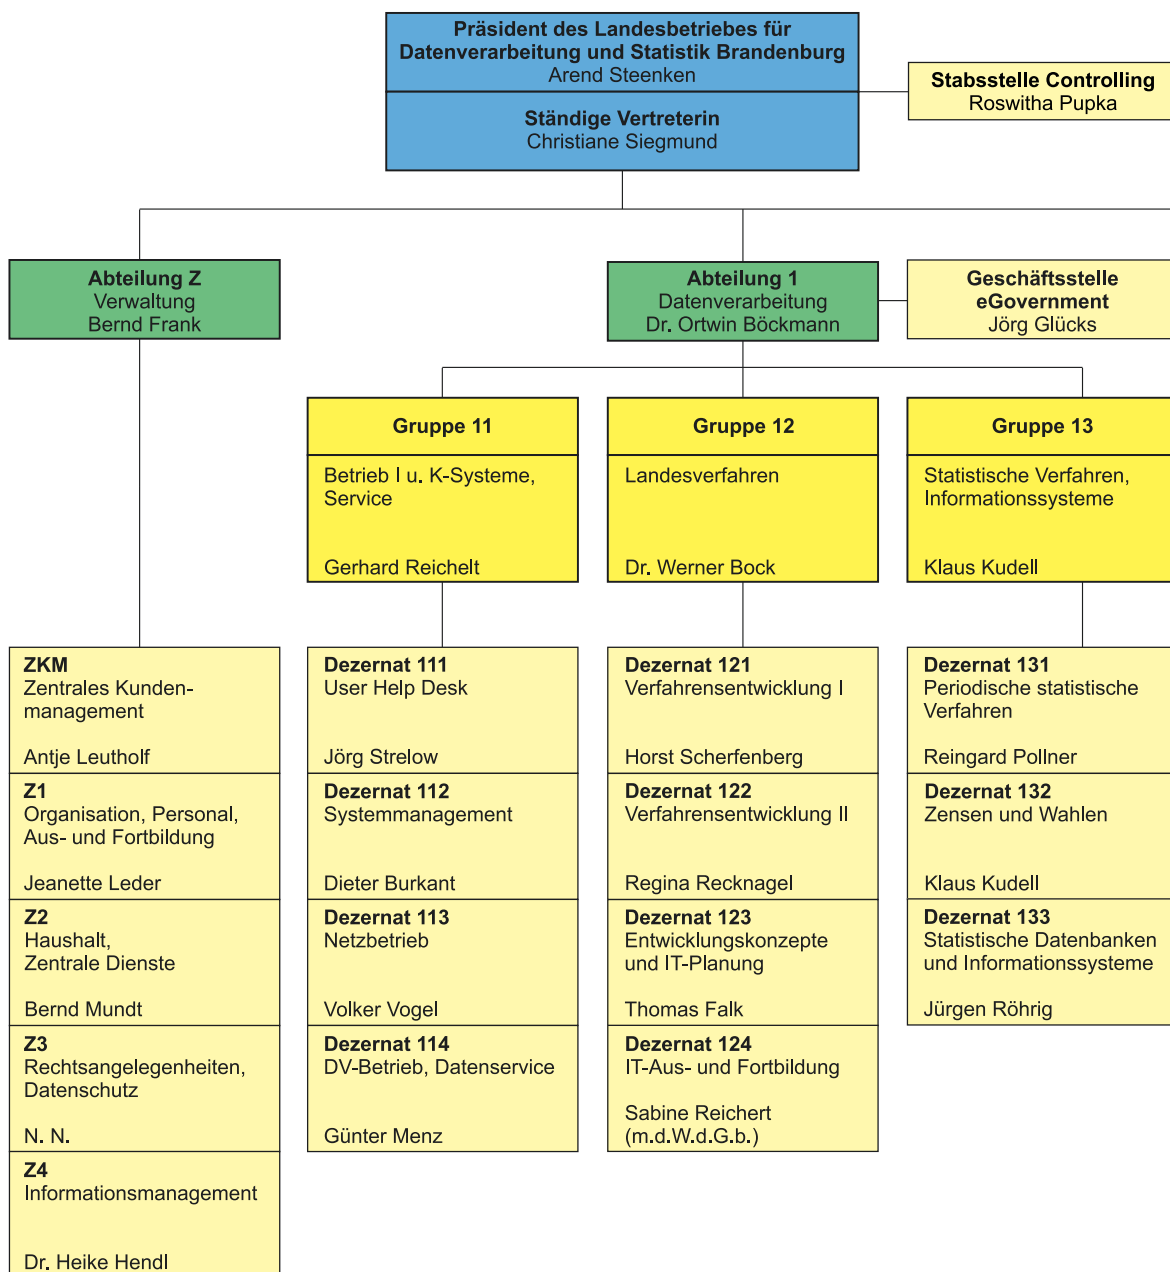 Präsident des Landesbetriebes für
Datenverarbeitung und Statistik Brandenburg
Arend Steenken
Ständige Vertreterin
Christiane Siegmund
Stabsstelle Controlling
Roswitha Pupka
Abteilung Z
Verwaltung
Bernd Frank
Abteilung 1
Datenverarbeitung
Dr. Ortwin Böckmann
Geschäftsstelle
eGovernment
Jörg Glücks
Gruppe 11
Betrieb I u. K-Systeme,
Service
Gerhard Reichelt
Gruppe 12
Landesverfahren
Dr. Werner Bock
Gruppe 13
Statistische Verfahren,
Informationssysteme
Klaus Kudell
ZKM
Zentrales Kunden-
management
Antje Leutholf
Z1
Organisation, Personal,
Aus- und Fortbildung
Jeanette Leder
Z2
Haushalt,
Zentrale Dienste
Bernd Mundt
Z3
Rechtsangelegenheiten,
Datenschutz
N. N.
Z4
Informationsmanagement
Dr. Heike Hendl
Dezernat 111
User Help Desk
Jörg Strelow
Dezernat 112
Systemmanagement
Dieter Burkant
Dezernat 113
Netzbetrieb
Volker Vogel
Dezernat 114
DV-Betrieb, Datenservice
Günter Menz
Dezernat 121
Verfahrensentwicklung I
Horst Scherfenberg
Dezernat 122
Verfahrensentwicklung II
Regina Recknagel
Dezernat 123
Entwicklungskonzepte
und IT-Planung
Thomas Falk
Dezernat 124
IT-Aus- und Fortbildung
Sabine Reichert
(m.d.W.d.G.b.)
Dezernat 131
Periodische statistische
Verfahren
Reingard Pollner
Dezernat 132
Zensen und Wahlen
Klaus Kudell
Dezernat 133
Statistische Datenbanken
und Informationssysteme
Jürgen Röhrig